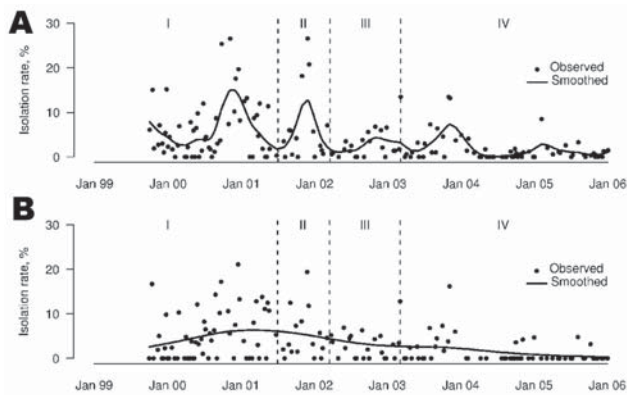 A
I II III IV
30
20
10
0
Isolation rate, %
Observed
Smoothed
Jan 99 Jan 00 Jan 01 Jan 02 Jan 03 Jan 04 Jan 05 Jan 06
B
I II III IV
30
20
10
0
Isolation rate, %
Observed
Smoothed
Jan 99 Jan 00 Jan 01 Jan 02 Jan 03 Jan 04 Jan 05 Jan 06